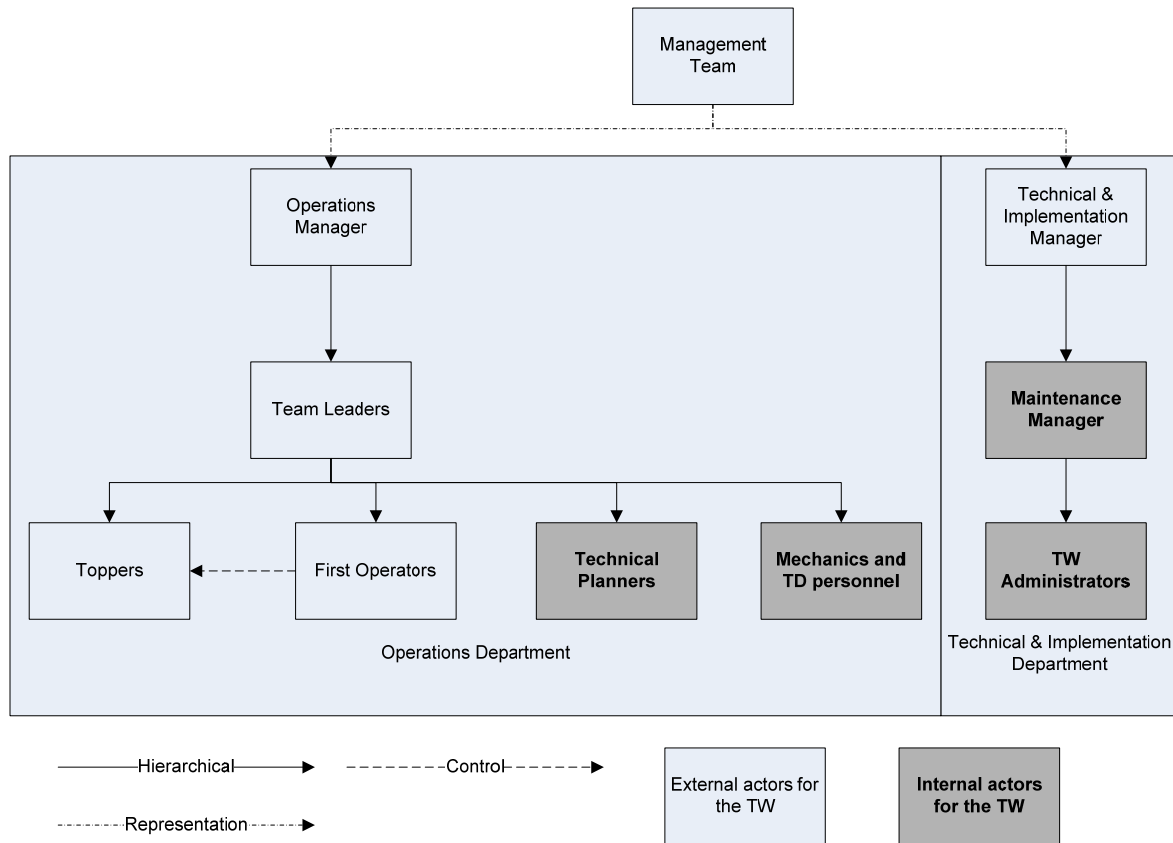 Management
Team
Operations
Manager
Technical &
Implementation
Manager
Team Leaders
Maintenance
Manager
Toppers
First Operators
Technical
Planners
Mechanics and
TD personnel
TW
Administrators
Operations Department
Technical & Implementation
Department
Hierarchical
Control
Representation
External actors for
the TW
Internal actors
for the TW